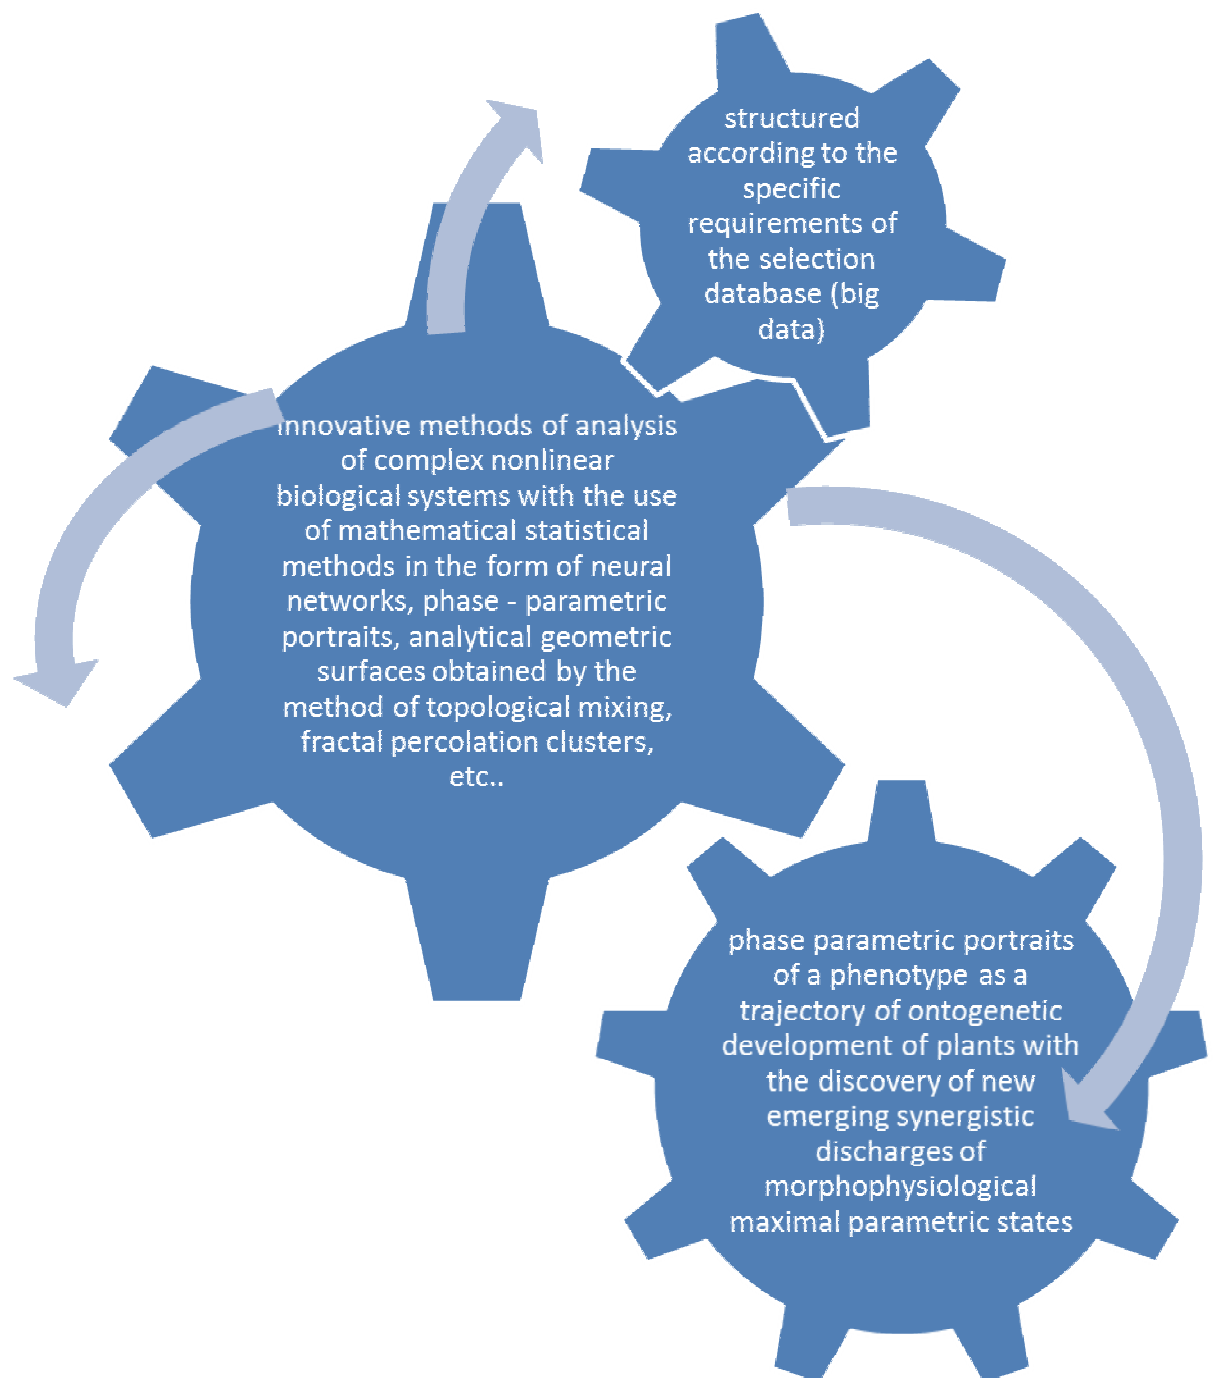 structured
according to the
specific
requirements of
the selection
database (big
data)
innovative methods of analysis
of complex nonlinear
biological systems with the use
of mathematical statistical
methods in the form of neural
networks, phase - parametric
portraits, analytical geometric
surfaces obtained by the
method of topological mixing,
fractal percolation clusters,
etc..
phase parametric portraits
of a phenotype as a
trajectory of ontogenetic
development of plants with
the discovery of new
emerging synergistic
discharges of
morphophysiological
maximal parametric states